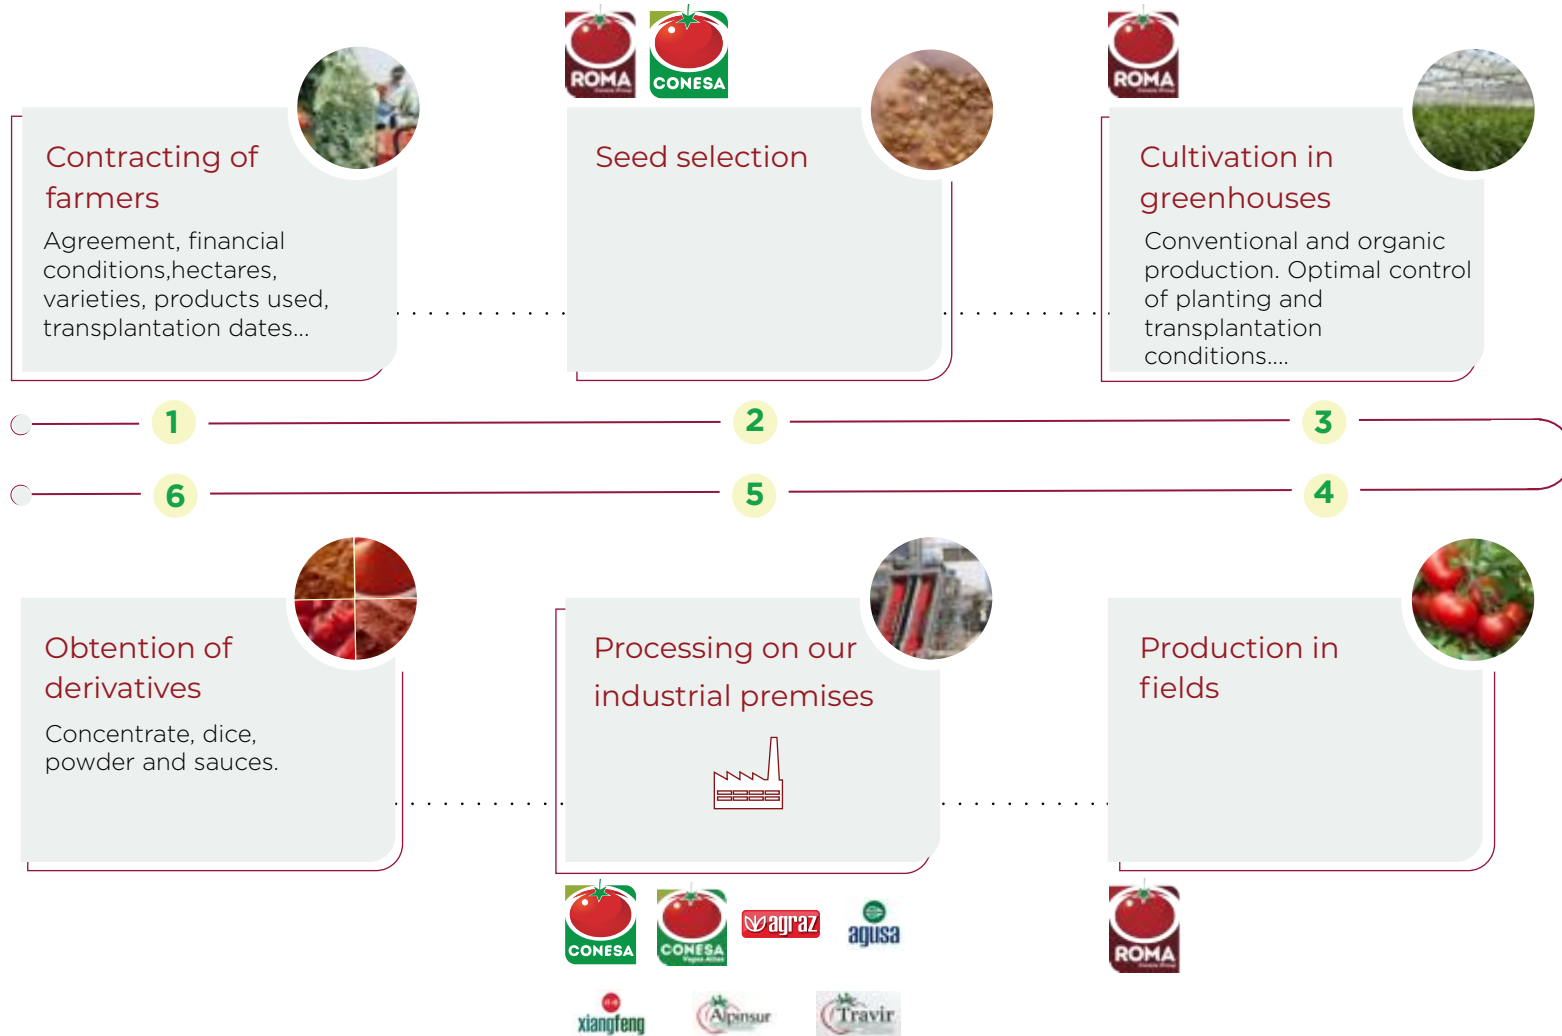 ROMA
CONESA
ROMA
Contracting of
farmers
Agreement, financial
conditions,hectares,
varieties, products used,
transplantation dates...
Seed selection
Cultivation in
greenhouses
Conventional and organic
production. Optimal control
of planting and
transplantation
conditions....
1
2
3
6
5
4
Obtention of
derivatives
Concentrate, dice,
powder and sauces.
Processing on our
industrial premises
Production in
fields
CONESA
CONESA
Vegas Altas
agraz
agusa
ROMA
xiangfeng
Alpinsur
Travir